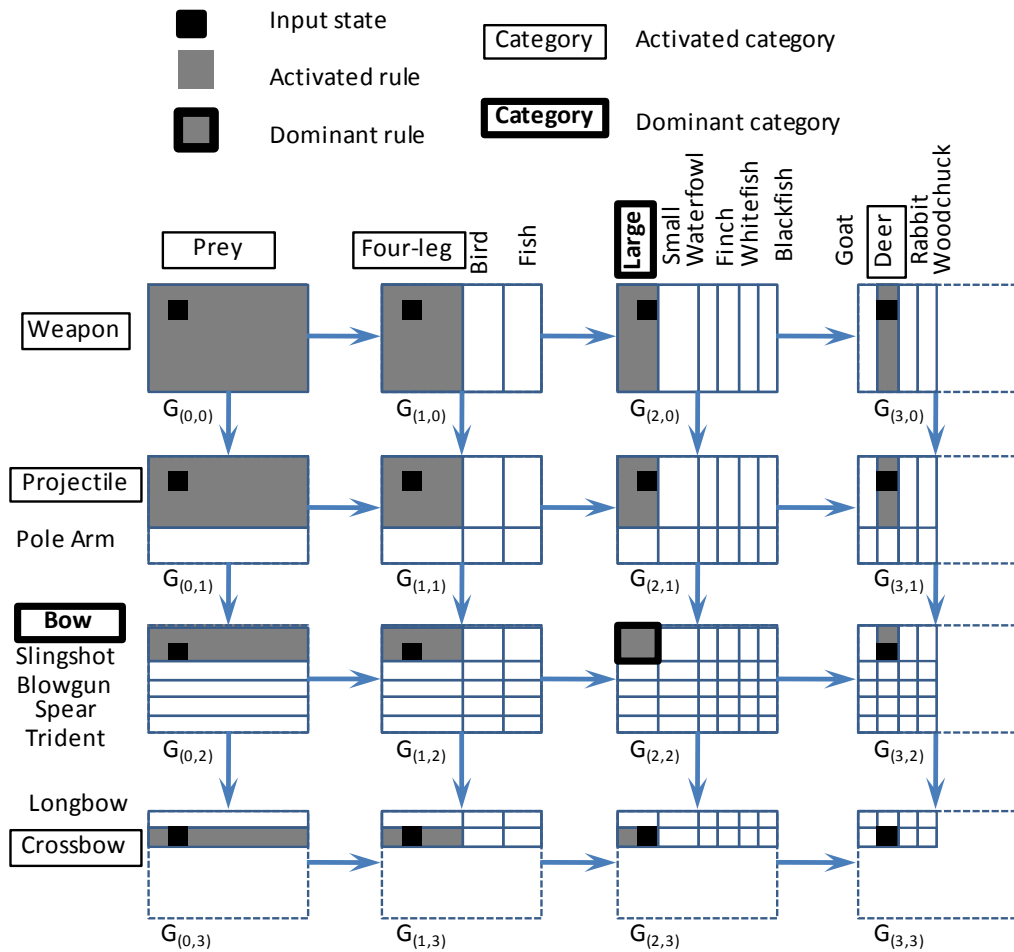 Input state
Activated rule
Dominant rule
Category
Activated category
Category
Dominant category
Prey
Four-leg
Bird
Fish
Large
Small
Waterfowl
Finch
Whitefish
Blackfish
Goat
Deer
Rabbit
Woodchuck
Weapon
G(0,0)
G(1,0)
G(2,0)
G(3,0)
Projectile
Pole Arm
G(0,1)
G(1,1)
G(2,1)
G(3,1)
Bow
Slingshot
Blowgun
Spear
Trident
G(0,2)
G(1,2)
G(2,2)
G(3,2)
Longbow
Crossbow
G(0,3)
G(1,3)
G(2,3)
G(3,3)